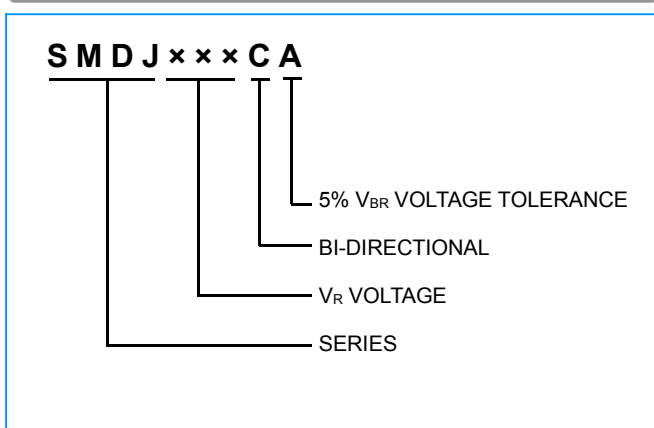 SMDJ×××CA
5% VBR VOLTAGE TOLERANCE
BI-DIRECTIONAL
VR VOLTAGE
SERIES